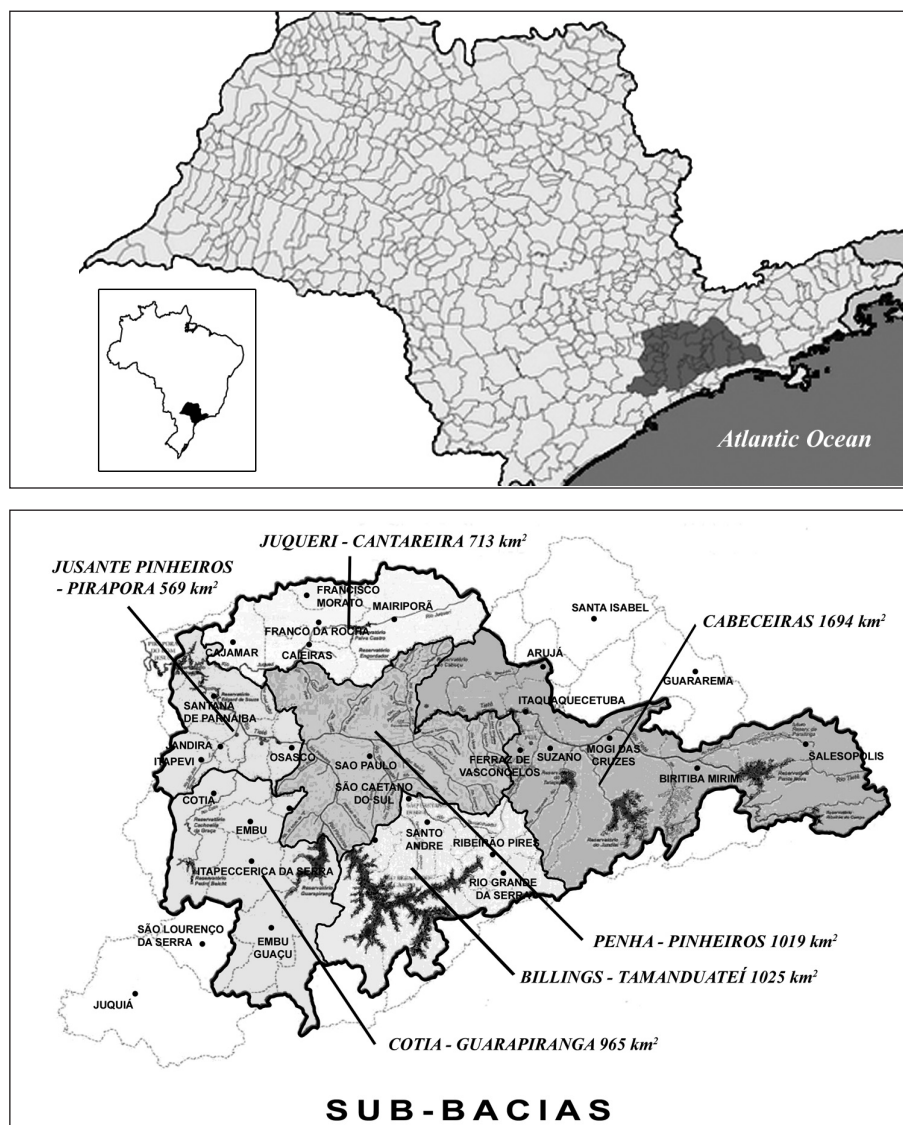 Atlantic Ocean
JUQUERI - CANTAREIRA 713 km²
JUSANTE PINHEIROS
- PIRAPORA 569 km²
CABECEIRAS 1694 km²
FRANCISCO
MORATO
MAIRIPORÃ
FRANCO DA ROCHA
CAJAMAR
CAIEIRAS
SANTA ISABEL
ARUJÁ
GUARAREMA
SANTANA
DE PARNAÍBA
ITAQUAQUECETUBA
ANDIRA
ITAPEVI
OSASCO
SAO PAULO
SÃO CAETANO
DO SUL
FERRAZ DE
VASCONCELOS
SUZANO
MOGI DAS
CRUZES
BIRITIBA MIRIM
SALESOPOLIS
COTIA
EMBU
ITAPECCERICA DA SERRA
SANTO
ANDRE
RIBEIRÃO PIRES
RIO GRANDE
DA SERRA
SÃO LOURENÇO
DA SERRA
EMBU
GUAÇU
JUQUIÁ
PENHA - PINHEIROS 1019 km²
BILLINGS - TAMANDUATEÍ 1025 km²
COTIA - GUARAPIRANGA 965 km²
SUB-BACIAS